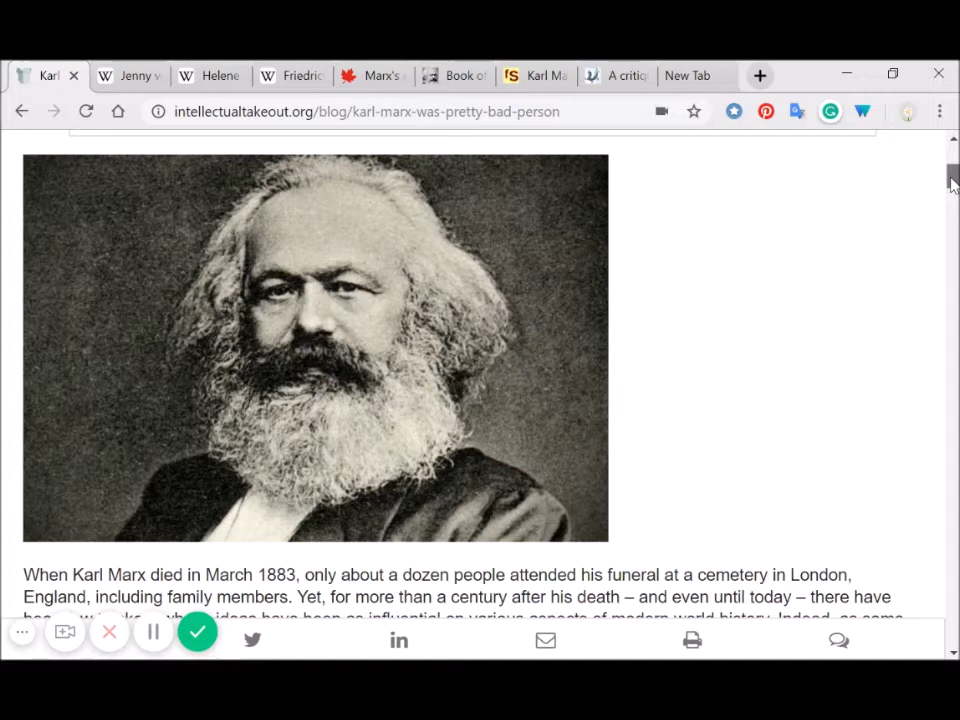 Karl
Jenny v
Helene
Friedric
Marx's
Book of
Karl Ma
A critiq
New Tab
intellectualtakeout.org/blog/karl-marx-was-pretty-bad-person
When Karl Marx died in March 1883, only about a dozen people attended his funeral at a cemetery in London,
England, including family members. Yet, for more than a century after his death – and even until today – there have